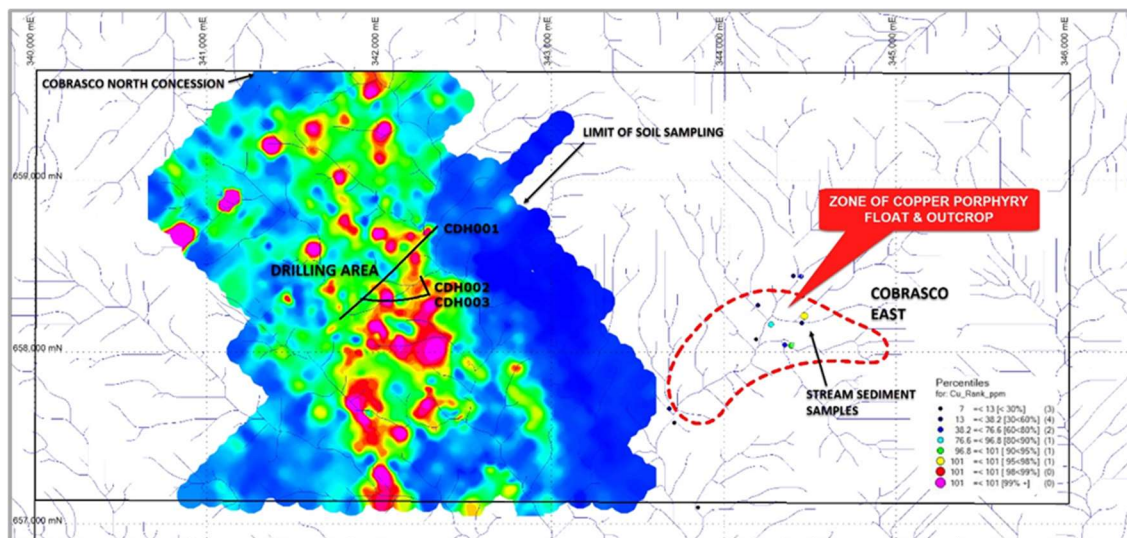 340,000 mE
341,000 mE
342,000 mE
343,000 mE
344,000 mE
345,000 mE
346,000 mE
COBRASCO NORTH CONCESSION
LIMIT OF SOIL SAMPLING
659,000 mN
ZONE OF COPPER PORPHYRY
FLOAT & OUTCROP
CDH001
DRILLING AREA
CDH002
CDH003
COBRASCO
EAST
658,000 mN
STREAM SEDIMENT
SAMPLES
Percentiles
for: Cu_Rank_ppm
7 =< 13 [< 30%] (3)
13 =< 38.2 [30<60%] (4)
38.2 =< 76.6 [60<80%] (2)
76.6 =< 96.8 [80<90%] (1)
96.8 =< 101 [ 90<95%] (1)
101 =< 101 [ 95<98%] (1)
101 =< 101 [ 98<99%] (0)
101 =< 101 [99% +] (0)
657,000 mN